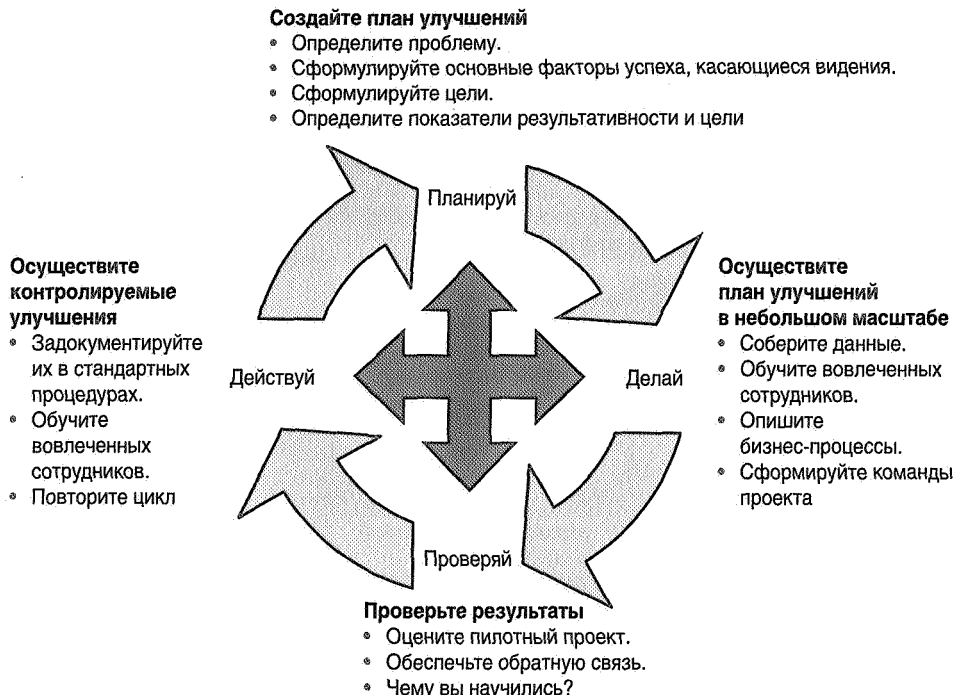 Создайте план улучшений
• Определите проблему.
• Сформулируйте основные факторы успеха, касающиеся видения.
• Сформулируйте цели.
• Определите показатели результативности и цели
Планируй
Осуществите
контролируемые
улучшения
• Задокументируйте
их в стандартных
процедурах.
• Обучите
вовлеченных
сотрудников.
• Повторите цикл
Действуй
Делай
Осуществите
план улучшений
в небольшом масштабе
• Соберите данные.
• Обучите вовлеченных
сотрудников.
• Опишите
бизнес-процессы.
• Сформируйте команды
проекта
Проверяй
Проверьте результаты
• Оцените пилотный проект.
• Обеспечьте обратную связь.
• Чему вы научились?